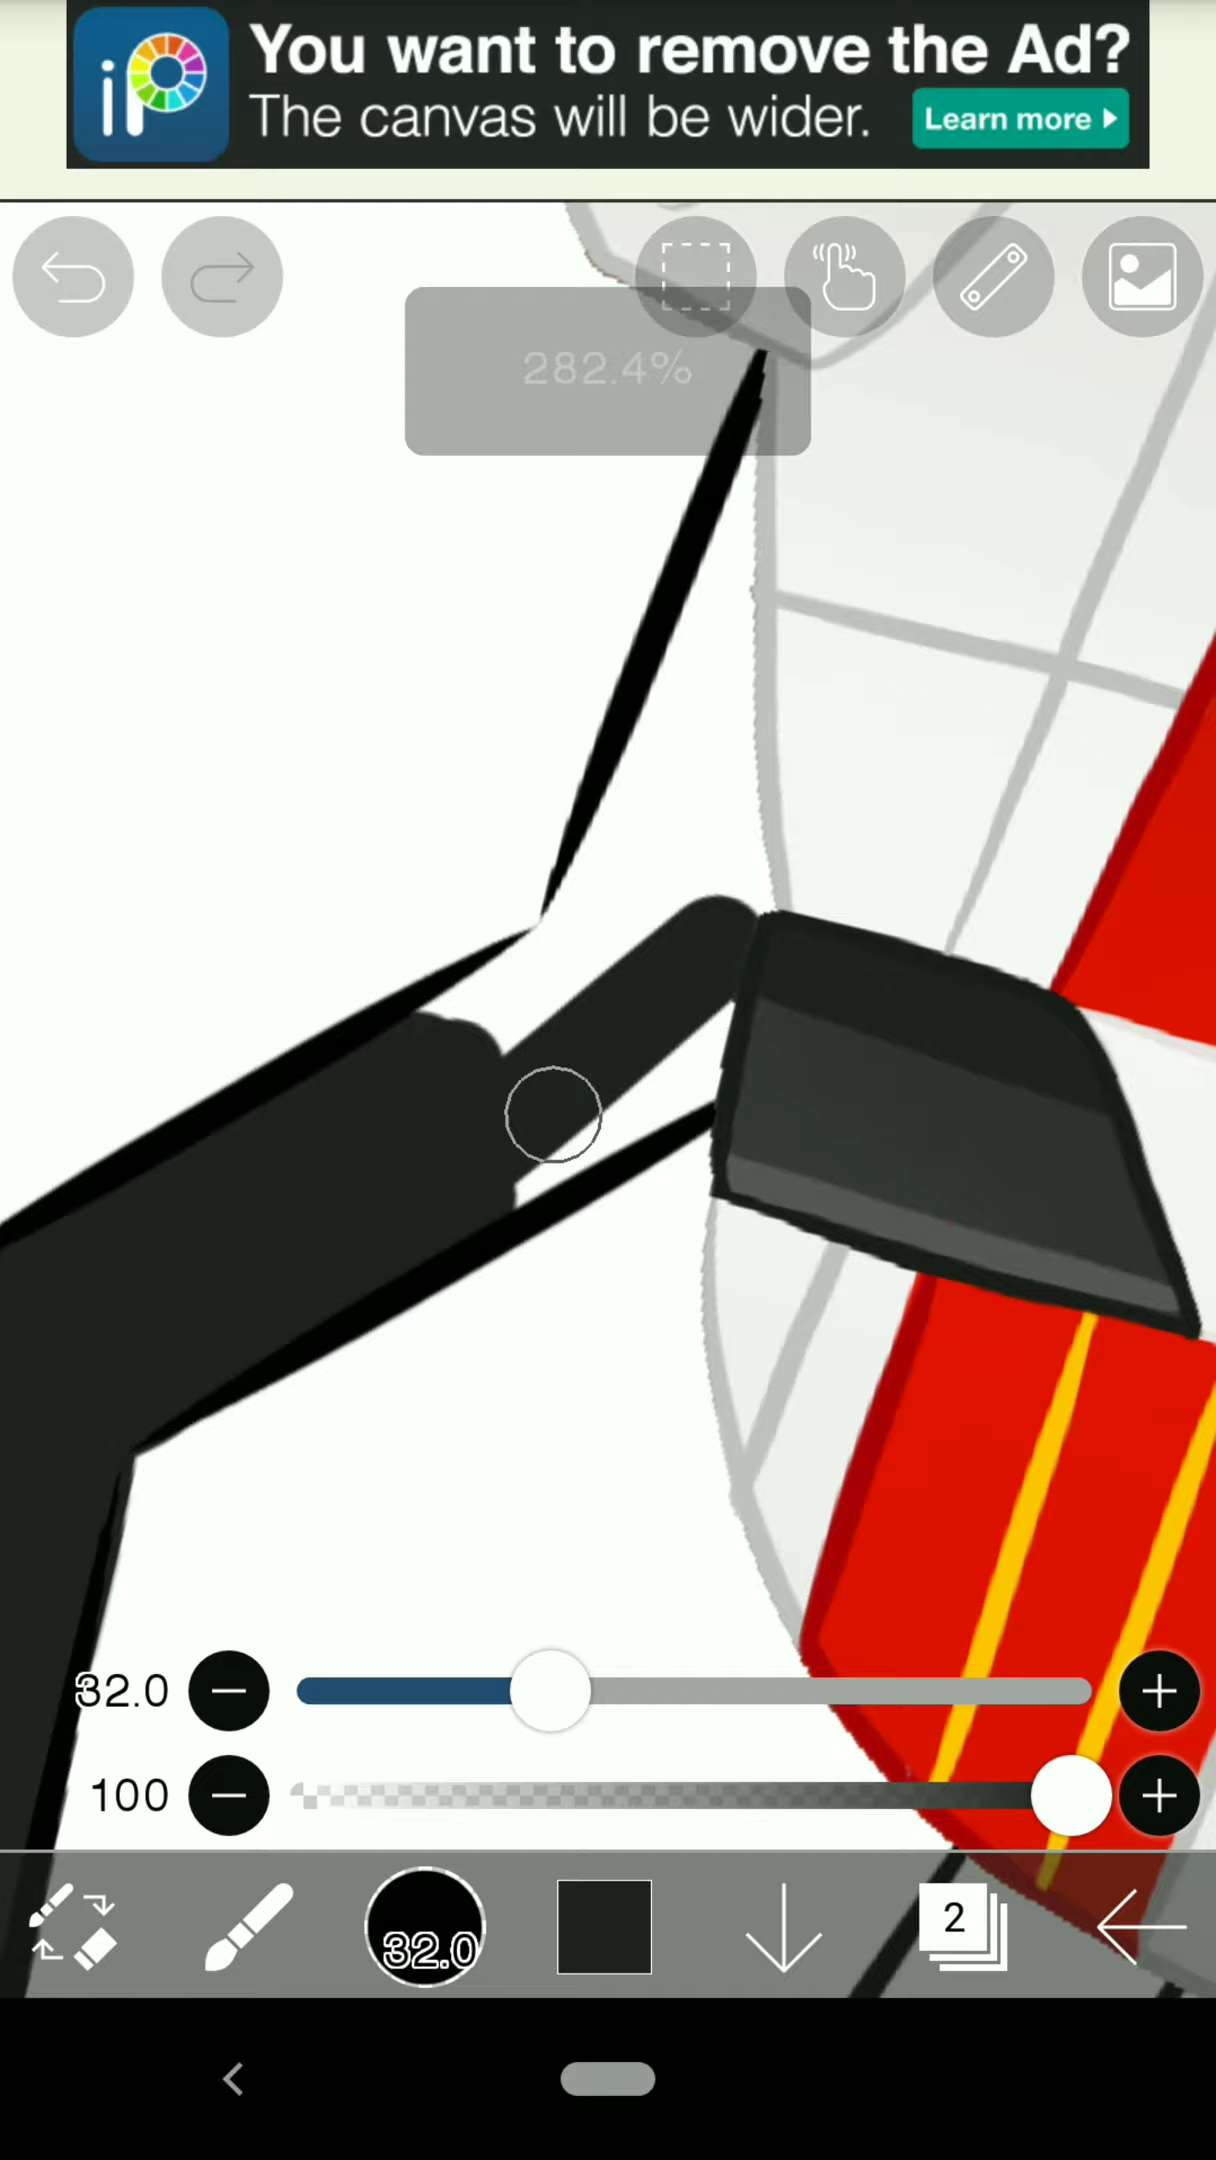 iP
You want to remove the Ad?
The canvas will be wider.
Learn more
282.4%
32.0
100
32.0
2